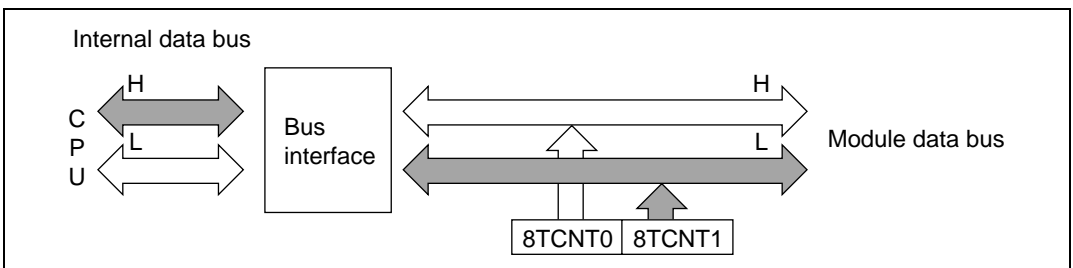 Internal data bus
H
H
C
P
U
L
Bus
interface
L
Module data bus
8TCNT0
8TCNT1